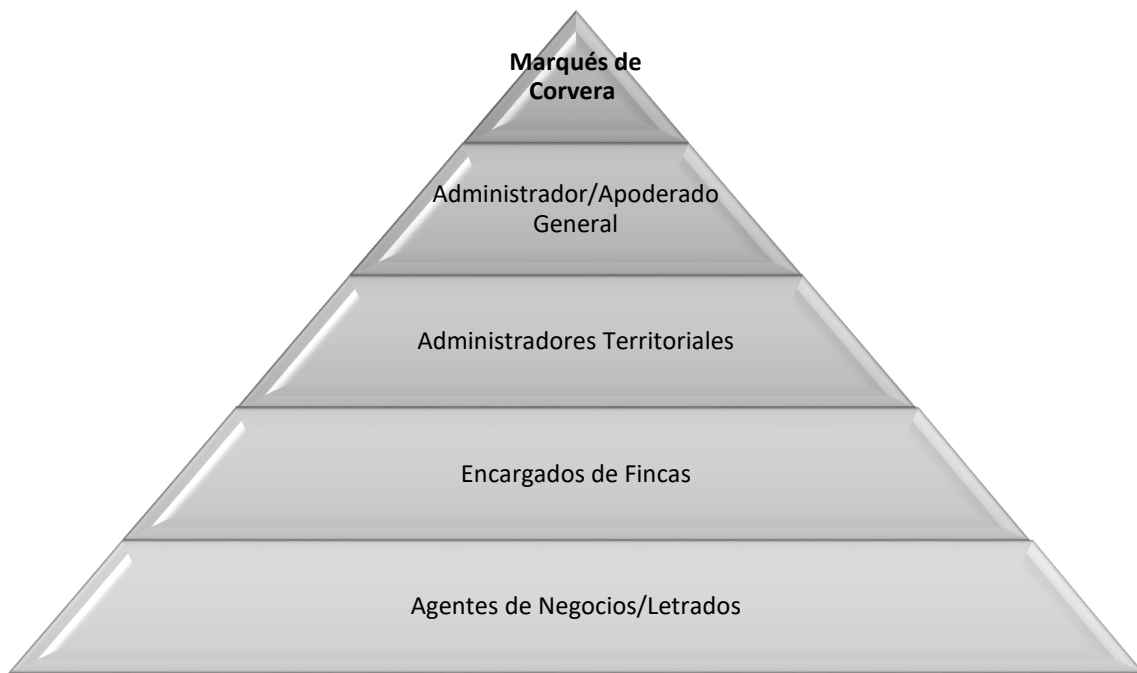 Marqués de
Corvera
Administrador/Apoderado
General
Administradores Territoriales
Encargados de Fincas
Agentes de Negocios/Letrados